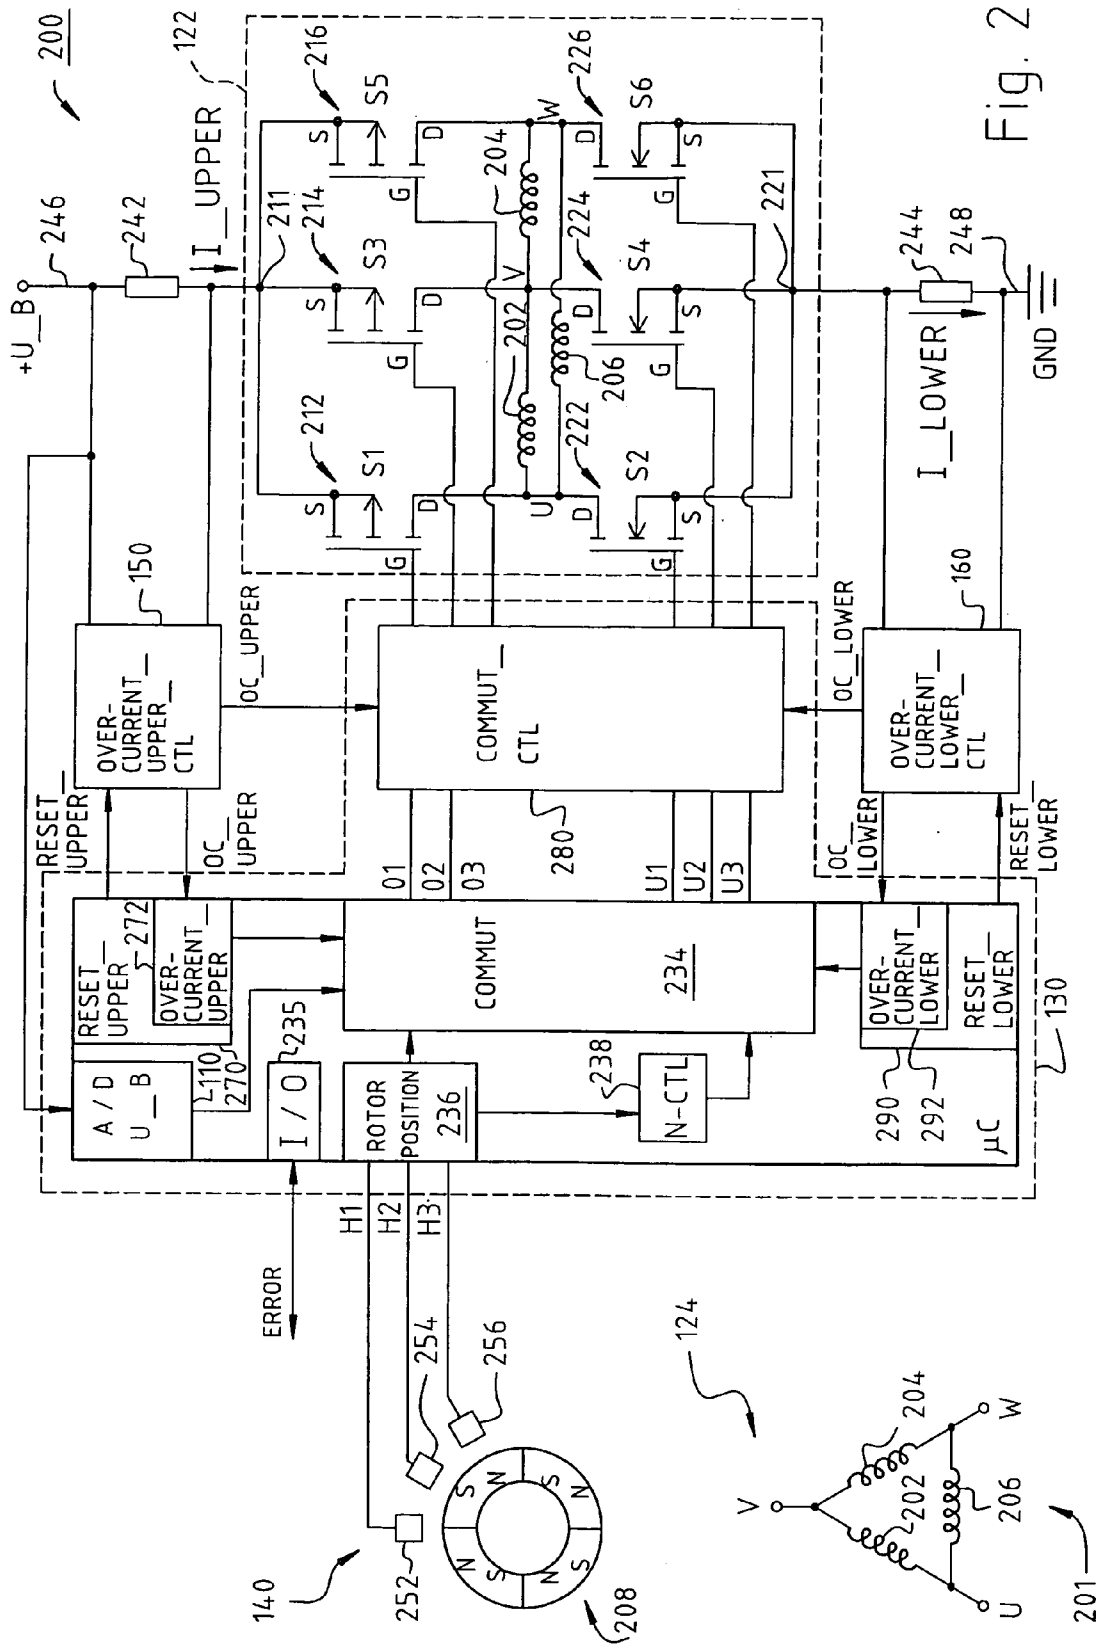 200
122
+U_B
246
242
I_UPPER
211
216
S5
S
G
D
214
S3
S
G
D
212
S1
S
G
D
W
204
V
202
206
U
226
S6
D
G
S
224
S4
D
G
S
222
S2
D
G
S
221
244
248
I_LOWER
GND
Fig. 2
150
OVER-
CURRENT_
UPPER_
CTL
OC_UPPER
RESET_
UPPER
OC_
UPPER
COMMUT_
CTL
280
OC_LOWER
160
OVER-
CURRENT_
LOWER_
CTL
OC_
LOWER
RESET_
LOWER
O1
O2
O3
U1
U2
U3
RESET_
UPPER
272
OVER-
CURRENT_
UPPER
270
110
A/D
U_B
235
I/O
ERROR
COMMUT
234
ROTOR
POSITION
236
238
N-CTL
OVER-
CURRENT_
LOWER
RESET_
LOWER
290
292
µC
130
H1
H2
H3
140
252
254
256
N
S
N
S
S
N
S
N
208
124
V
204
202
206
W
U
201